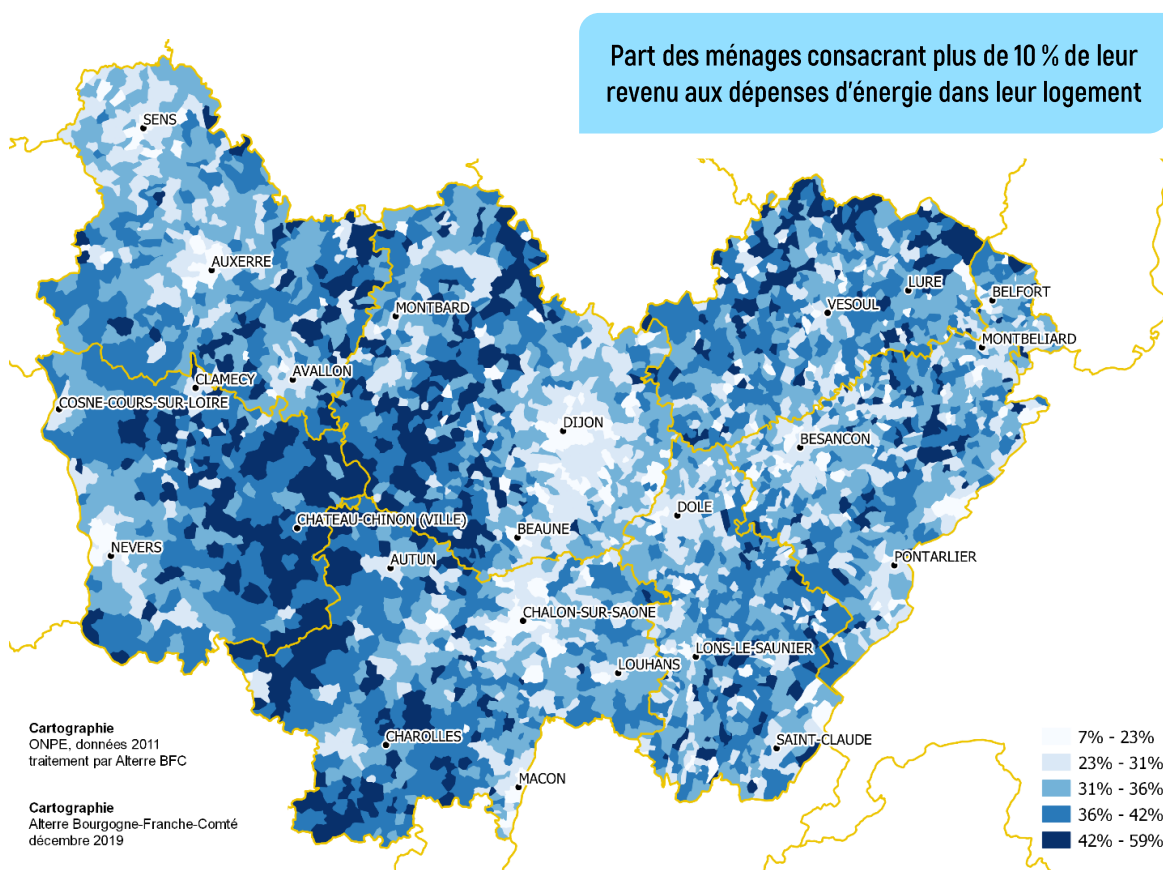 Part des ménages consacrant plus de 10 % de leur
revenu aux dépenses d'énergie dans leur logement
SENS
AUXERRE
MONTBARD
LURE
BELFORT
VESOUL
MONTBELIARD
AVALLON
CLAMECY
COSNE-COURS-SUR-LOIRE
DIJON
BESANCON
DOLE
CHATEAU-CHINON (VILLE)
BEAUNE
NEVERS
AUTUN
PONTARLIER
CHALON-SUR-SAONE
LONS-LE-SAUNIER
LOUHANS
CHAROLLES
SAINT-CLAUDE
MACON
Cartographie
ONPE, données 2011
traitement par Alterre BFC
Cartographie
Alterre Bourgogne-Franche-Comté
décembre 2019
7% - 23%
23% - 31%
31% - 36%
36% - 42%
42% - 59%